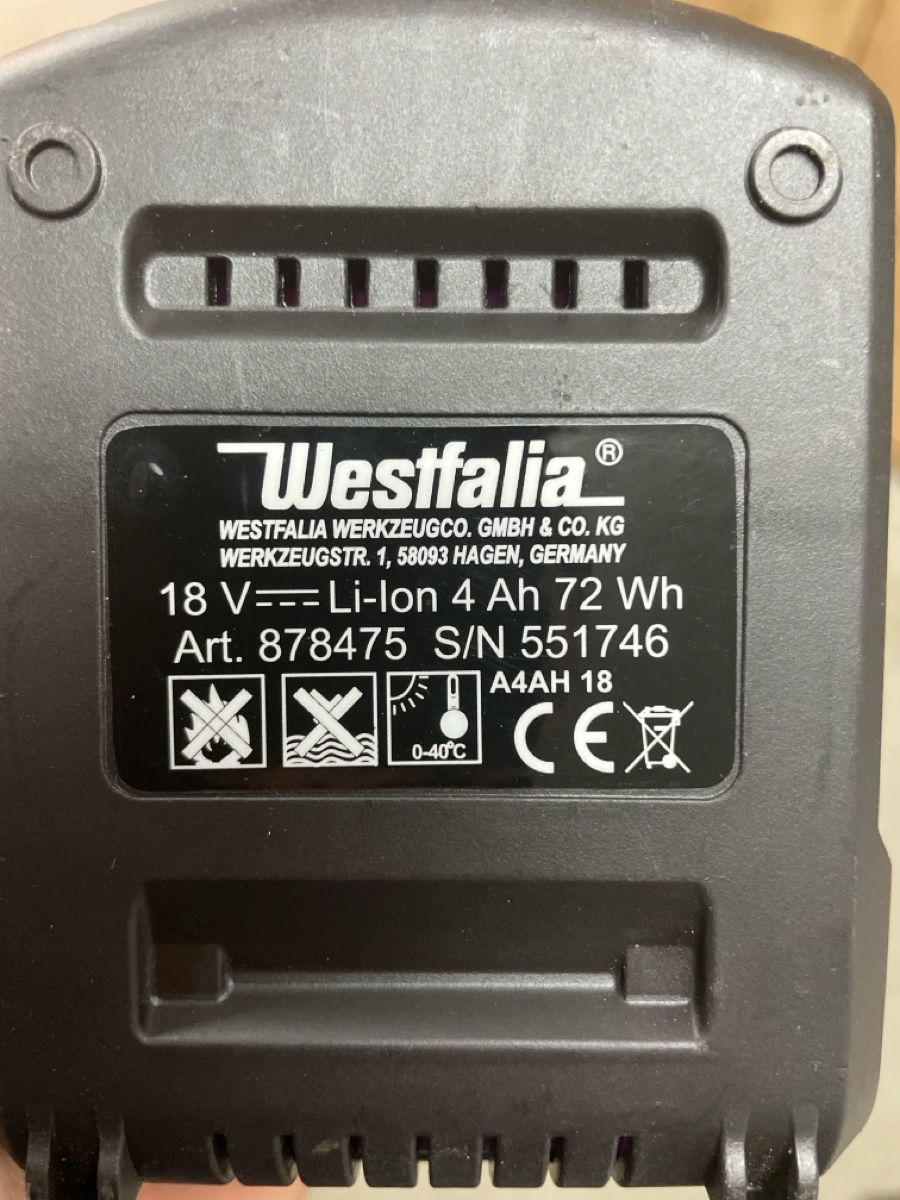 Westfalia®
WESTFALIA WERKZEUGCO. GMBH & CO. KG
WERKZEUGSTR. 1, 58093 HAGEN, GERMANY
18 V⎓Li-Ion 4 Ah 72 Wh
Art. 878475 S/N 551746
A4AH 18
0-40°C
CE